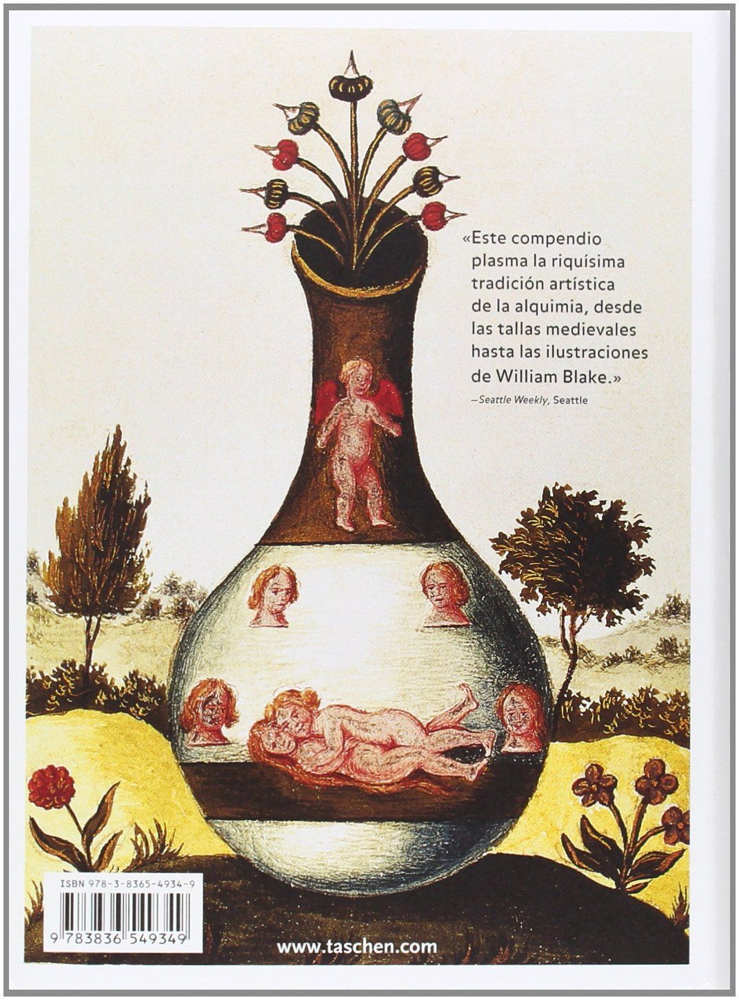 «Este compendio
plasma la riquísima
tradición artística
de la alquimia, desde
las tallas medievales
hasta las ilustraciones
de William Blake.»
—Seattle Weekly, Seattle
ISBN 978-3-8365-4934-9
9 783836 549349
www.taschen.com